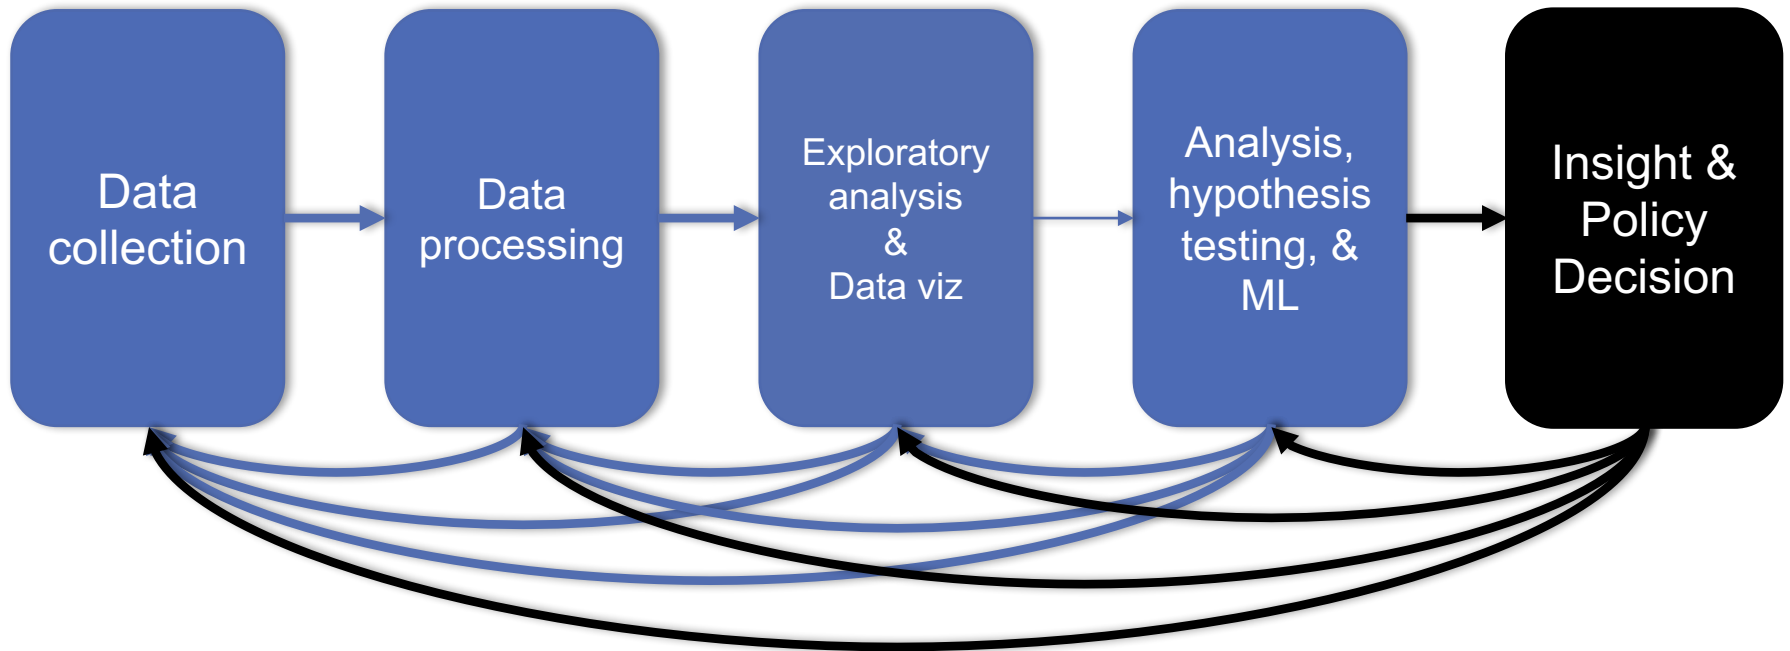 Data
collection
Data
processing
Exploratory
analysis
&
Data viz
Analysis,
hypothesis
testing, &
ML
Insight &
Policy
Decision